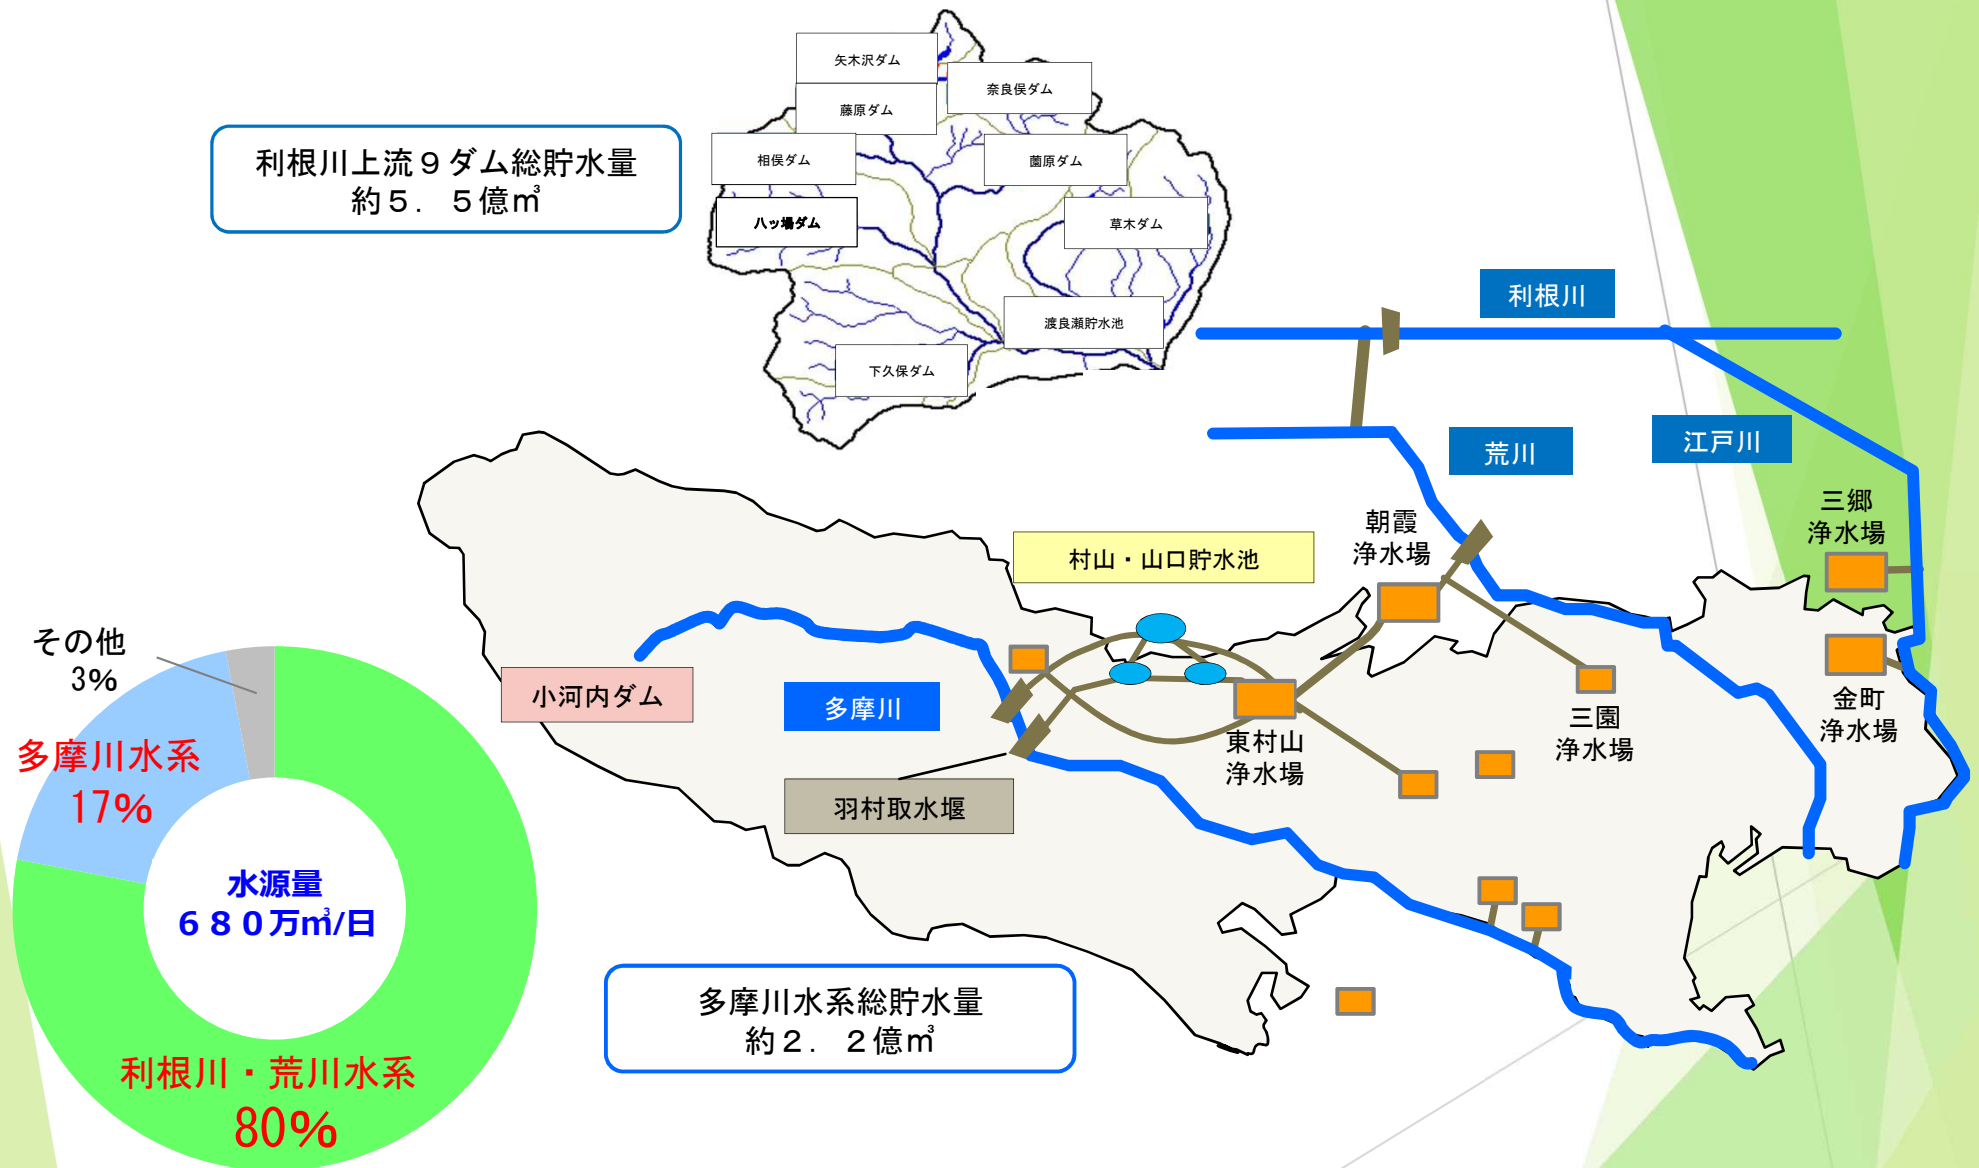 矢木沢ダム
奈良俣ダム
藤原ダム
相俣ダム
薗原ダム
八ッ場ダム
草木ダム
渡良瀬貯水池
下久保ダム
利根川上流９ダム総貯水量
約５．５億㎥
利根川
荒川
江戸川
三郷
浄水場
朝霞
浄水場
村山・山口貯水池
小河内ダム
多摩川
東村山
浄水場
三園
浄水場
金町
浄水場
羽村取水堰
多摩川水系総貯水量
約２．２億㎥
その他
3%
多摩川水系
17%
水源量
６８０万㎥/日
利根川・荒川水系
80%